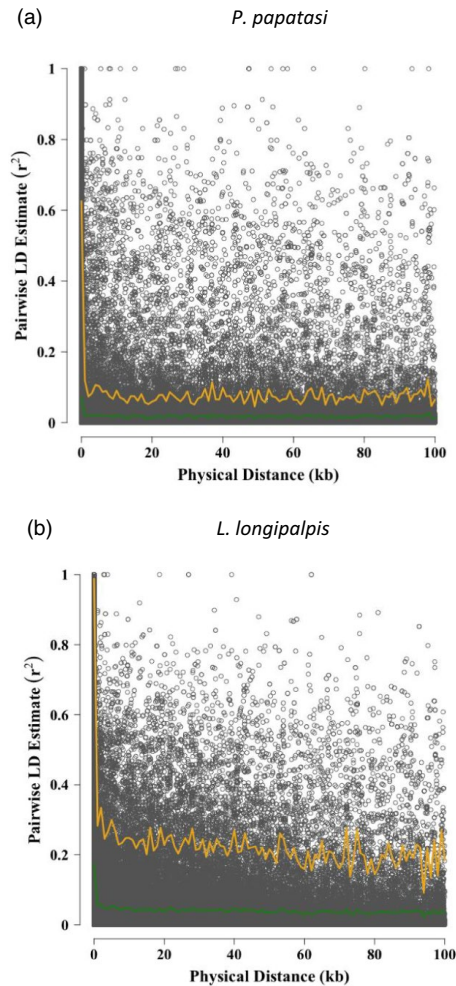 (a)
P. papatasi
1
0.8
0.6
0.4
0.2
0
Pairwise LD Estimate (r²)
0 20 40 60 80 100
Physical Distance (kb)
(b)
L. longipalpis
1
0.8
0.6
0.4
0.2
0
Pairwise LD Estimate (r²)
0 20 40 60 80 100
Physical Distance (kb)